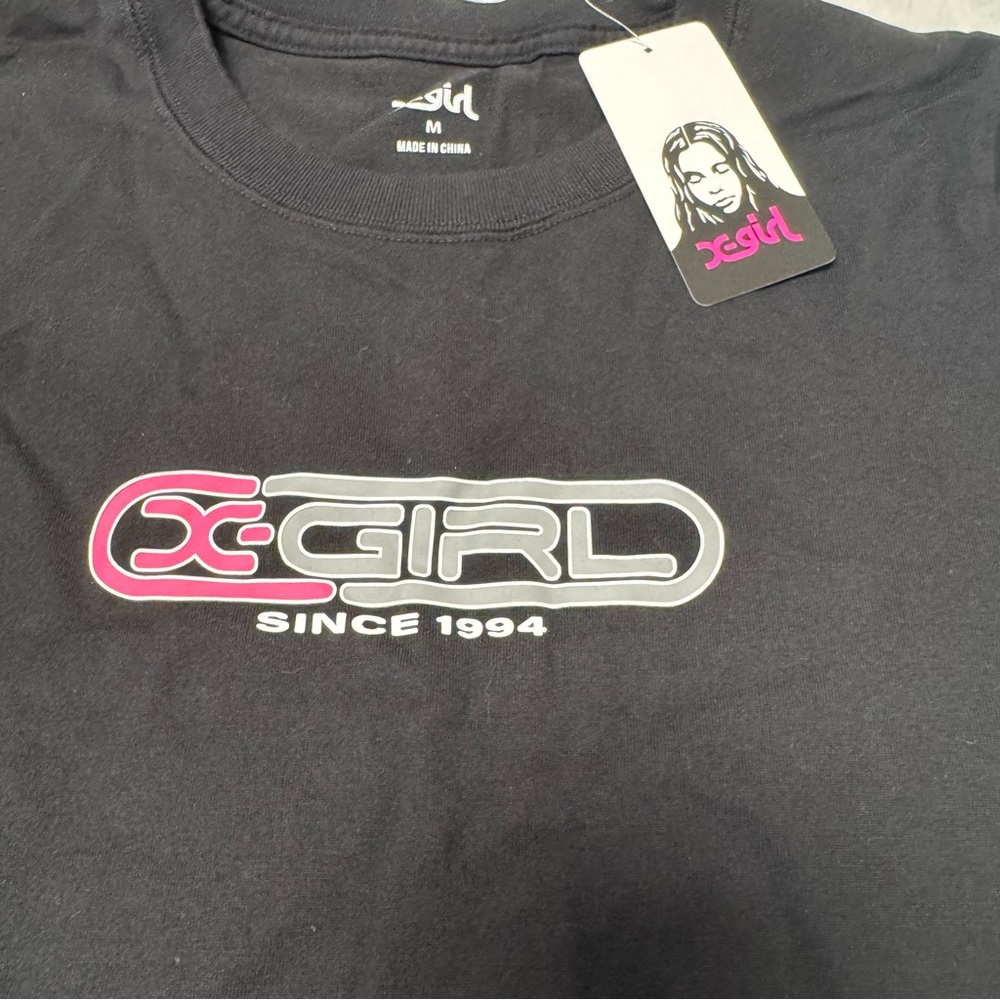 X-girl
M
MADE IN CHINA
X-girl
X-GIRL
SINCE 1994